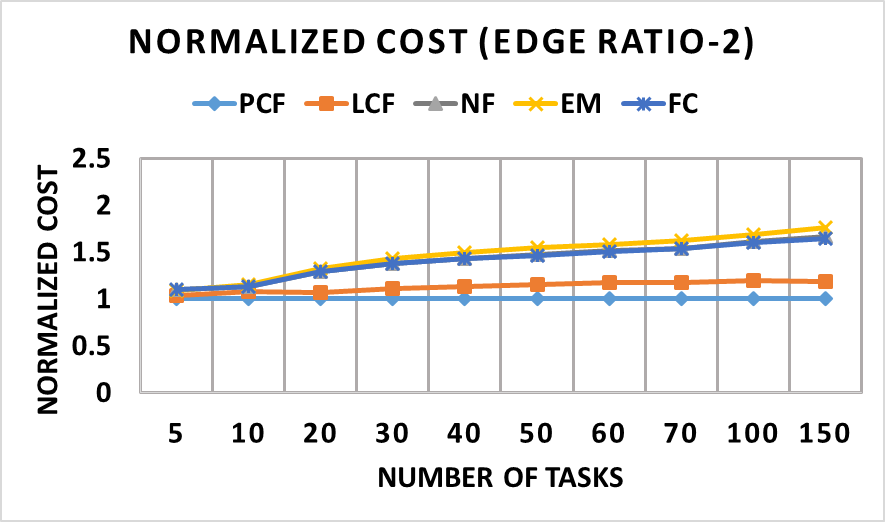 NORMALIZED COST (EDGE RATIO-2)
PCF LCF NF EM FC
NORMALIZED COST
2.5
2
1.5
1
0.5
0
5 10 20 30 40 50 60 70 100 150
NUMBER OF TASKS